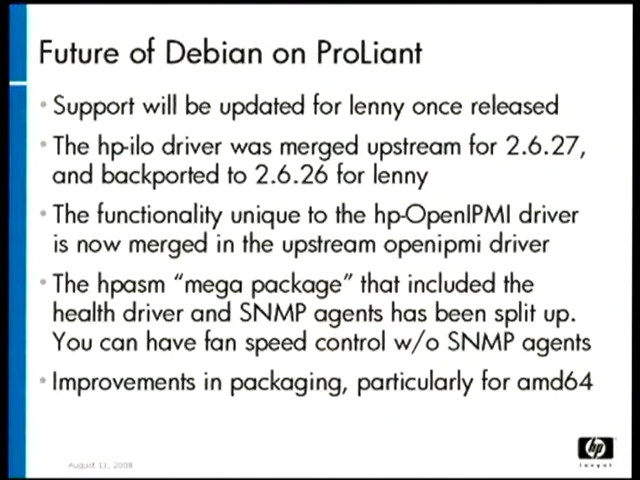 Future of Debian on ProLiant
• Support will be updated for lenny once released
• The hp-ilo driver was merged upstream for 2.6.27,
and backported to 2.6.26 for lenny
• The functionality unique to the hp-OpenIPMI driver
is now merged in the upstream openipmi driver
• The hpasm “mega package” that included the
health driver and SNMP agents has been split up.
You can have fan speed control w/o SNMP agents
• Improvements in packaging, particularly for amd64
August 11, 2008
hp
invent